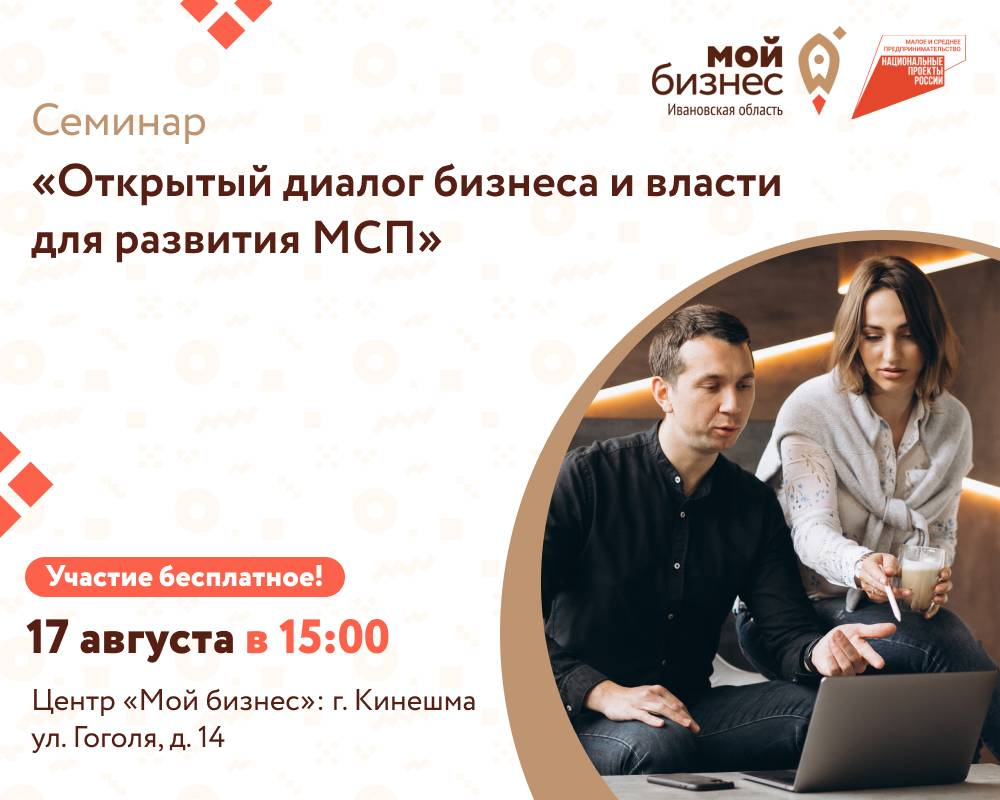 мой
бизнес
Ивановская область
МАЛОЕ И СРЕДНЕЕ
ПРЕДПРИНИМАТЕЛЬСТВО
НАЦИОНАЛЬНЫЕ
ПРОЕКТЫ
РОССИИ
Семинар
«Открытый диалог бизнеса и власти
для развития МСП»
Участие бесплатное!
17 августа в 15:00
Центр «Мой бизнес»: г. Кинешма
ул. Гоголя, д. 14